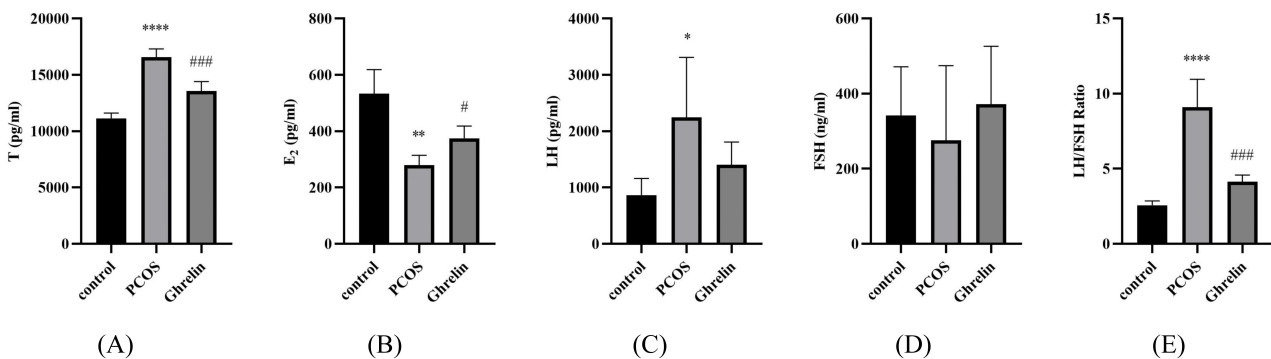 T (pg/ml)
20000
15000
10000
5000
0
****
###
control
PCOS
Ghrelin
(A)
E₂ (pg/ml)
800
600
400
200
0
**
#
control
PCOS
Ghrelin
(B)
LH (pg/ml)
4000
3000
2000
1000
0
*
control
PCOS
Ghrelin
(C)
FSH (ng/ml)
600
400
200
0
control
PCOS
Ghrelin
(D)
LH/FSH Ratio
15
10
5
0
****
###
control
PCOS
Ghrelin
(E)